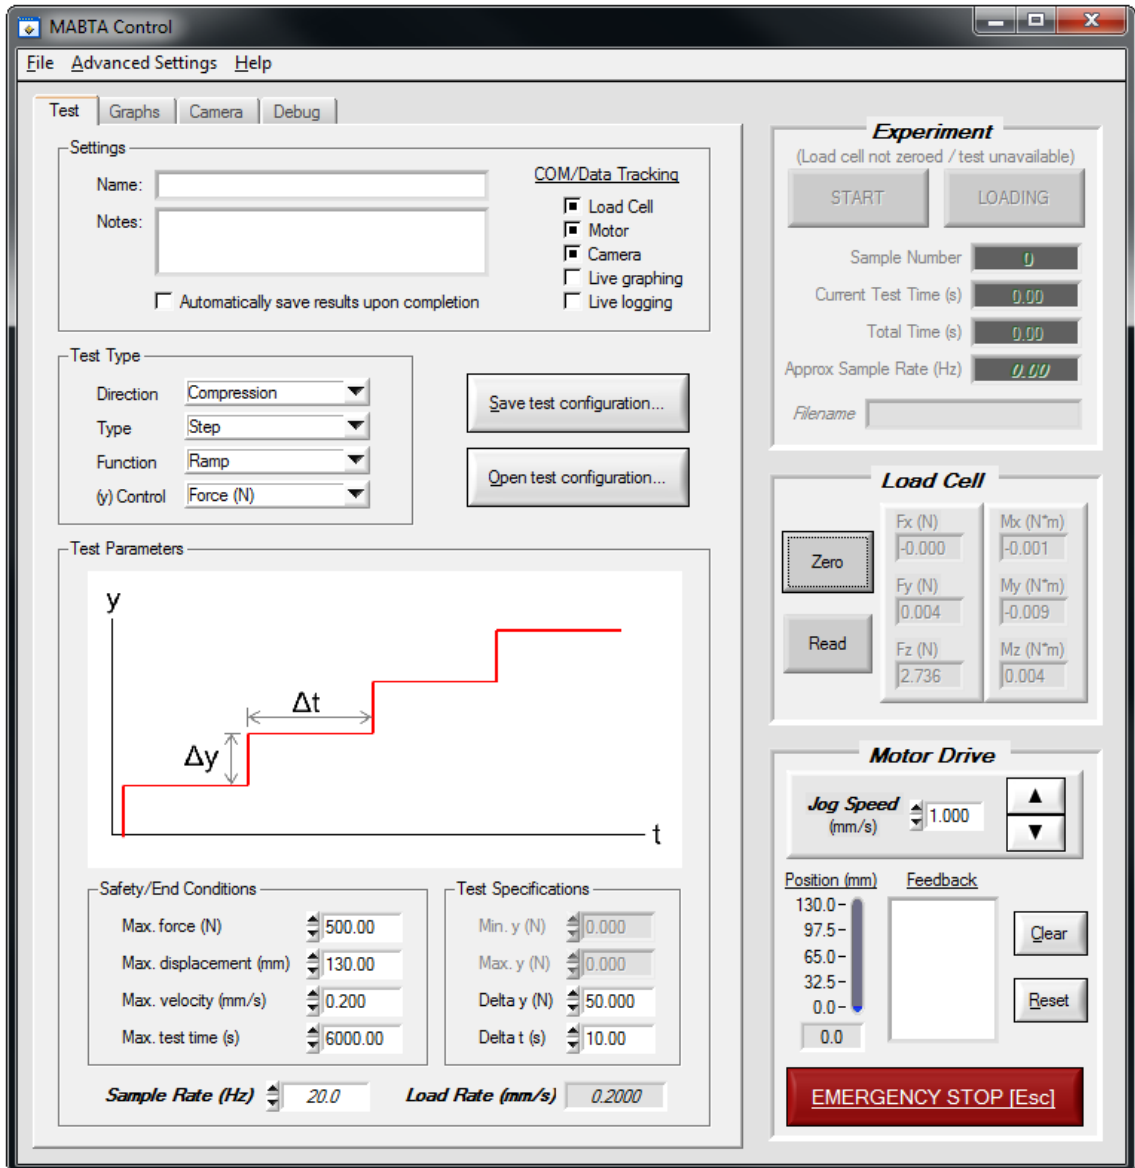 MABTA Control
File Advanced Settings Help
Test Graphs Camera Debug
Settings
Name:
Notes:
Automatically save results upon completion
COM/Data Tracking
Load Cell
Motor
Camera
Live graphing
Live logging
Test Type
Direction Compression
Type Step
Function Ramp
(y) Control Force (N)
Save test configuration...
Open test configuration...
Test Parameters
y
Δt
Δy
t
Safety/End Conditions
Max. force (N) 500.00
Max. displacement (mm) 130.00
Max. velocity (mm/s) 0.200
Max. test time (s) 6000.00
Test Specifications
Min. y (N) 0.000
Max. y (N) 0.000
Delta y (N) 50.000
Delta t (s) 10.00
Sample Rate (Hz) 20.0 Load Rate (mm/s) 0.2000
Experiment
(Load cell not zeroed / test unavailable)
START LOADING
Sample Number 0
Current Test Time (s) 0.00
Total Time (s) 0.00
Approx Sample Rate (Hz) 0.00
Filename
Load Cell
Zero
Read
Fx (N)
-0.000
Fy (N)
0.004
Fz (N)
2.736
Mx (N*m)
-0.001
My (N*m)
-0.009
Mz (N*m)
0.004
Motor Drive
Jog Speed 1.000
(mm/s)
Position (mm) Feedback
130.0
97.5
65.0
32.5
0.0
0.0
Clear
Reset
EMERGENCY STOP [Esc]